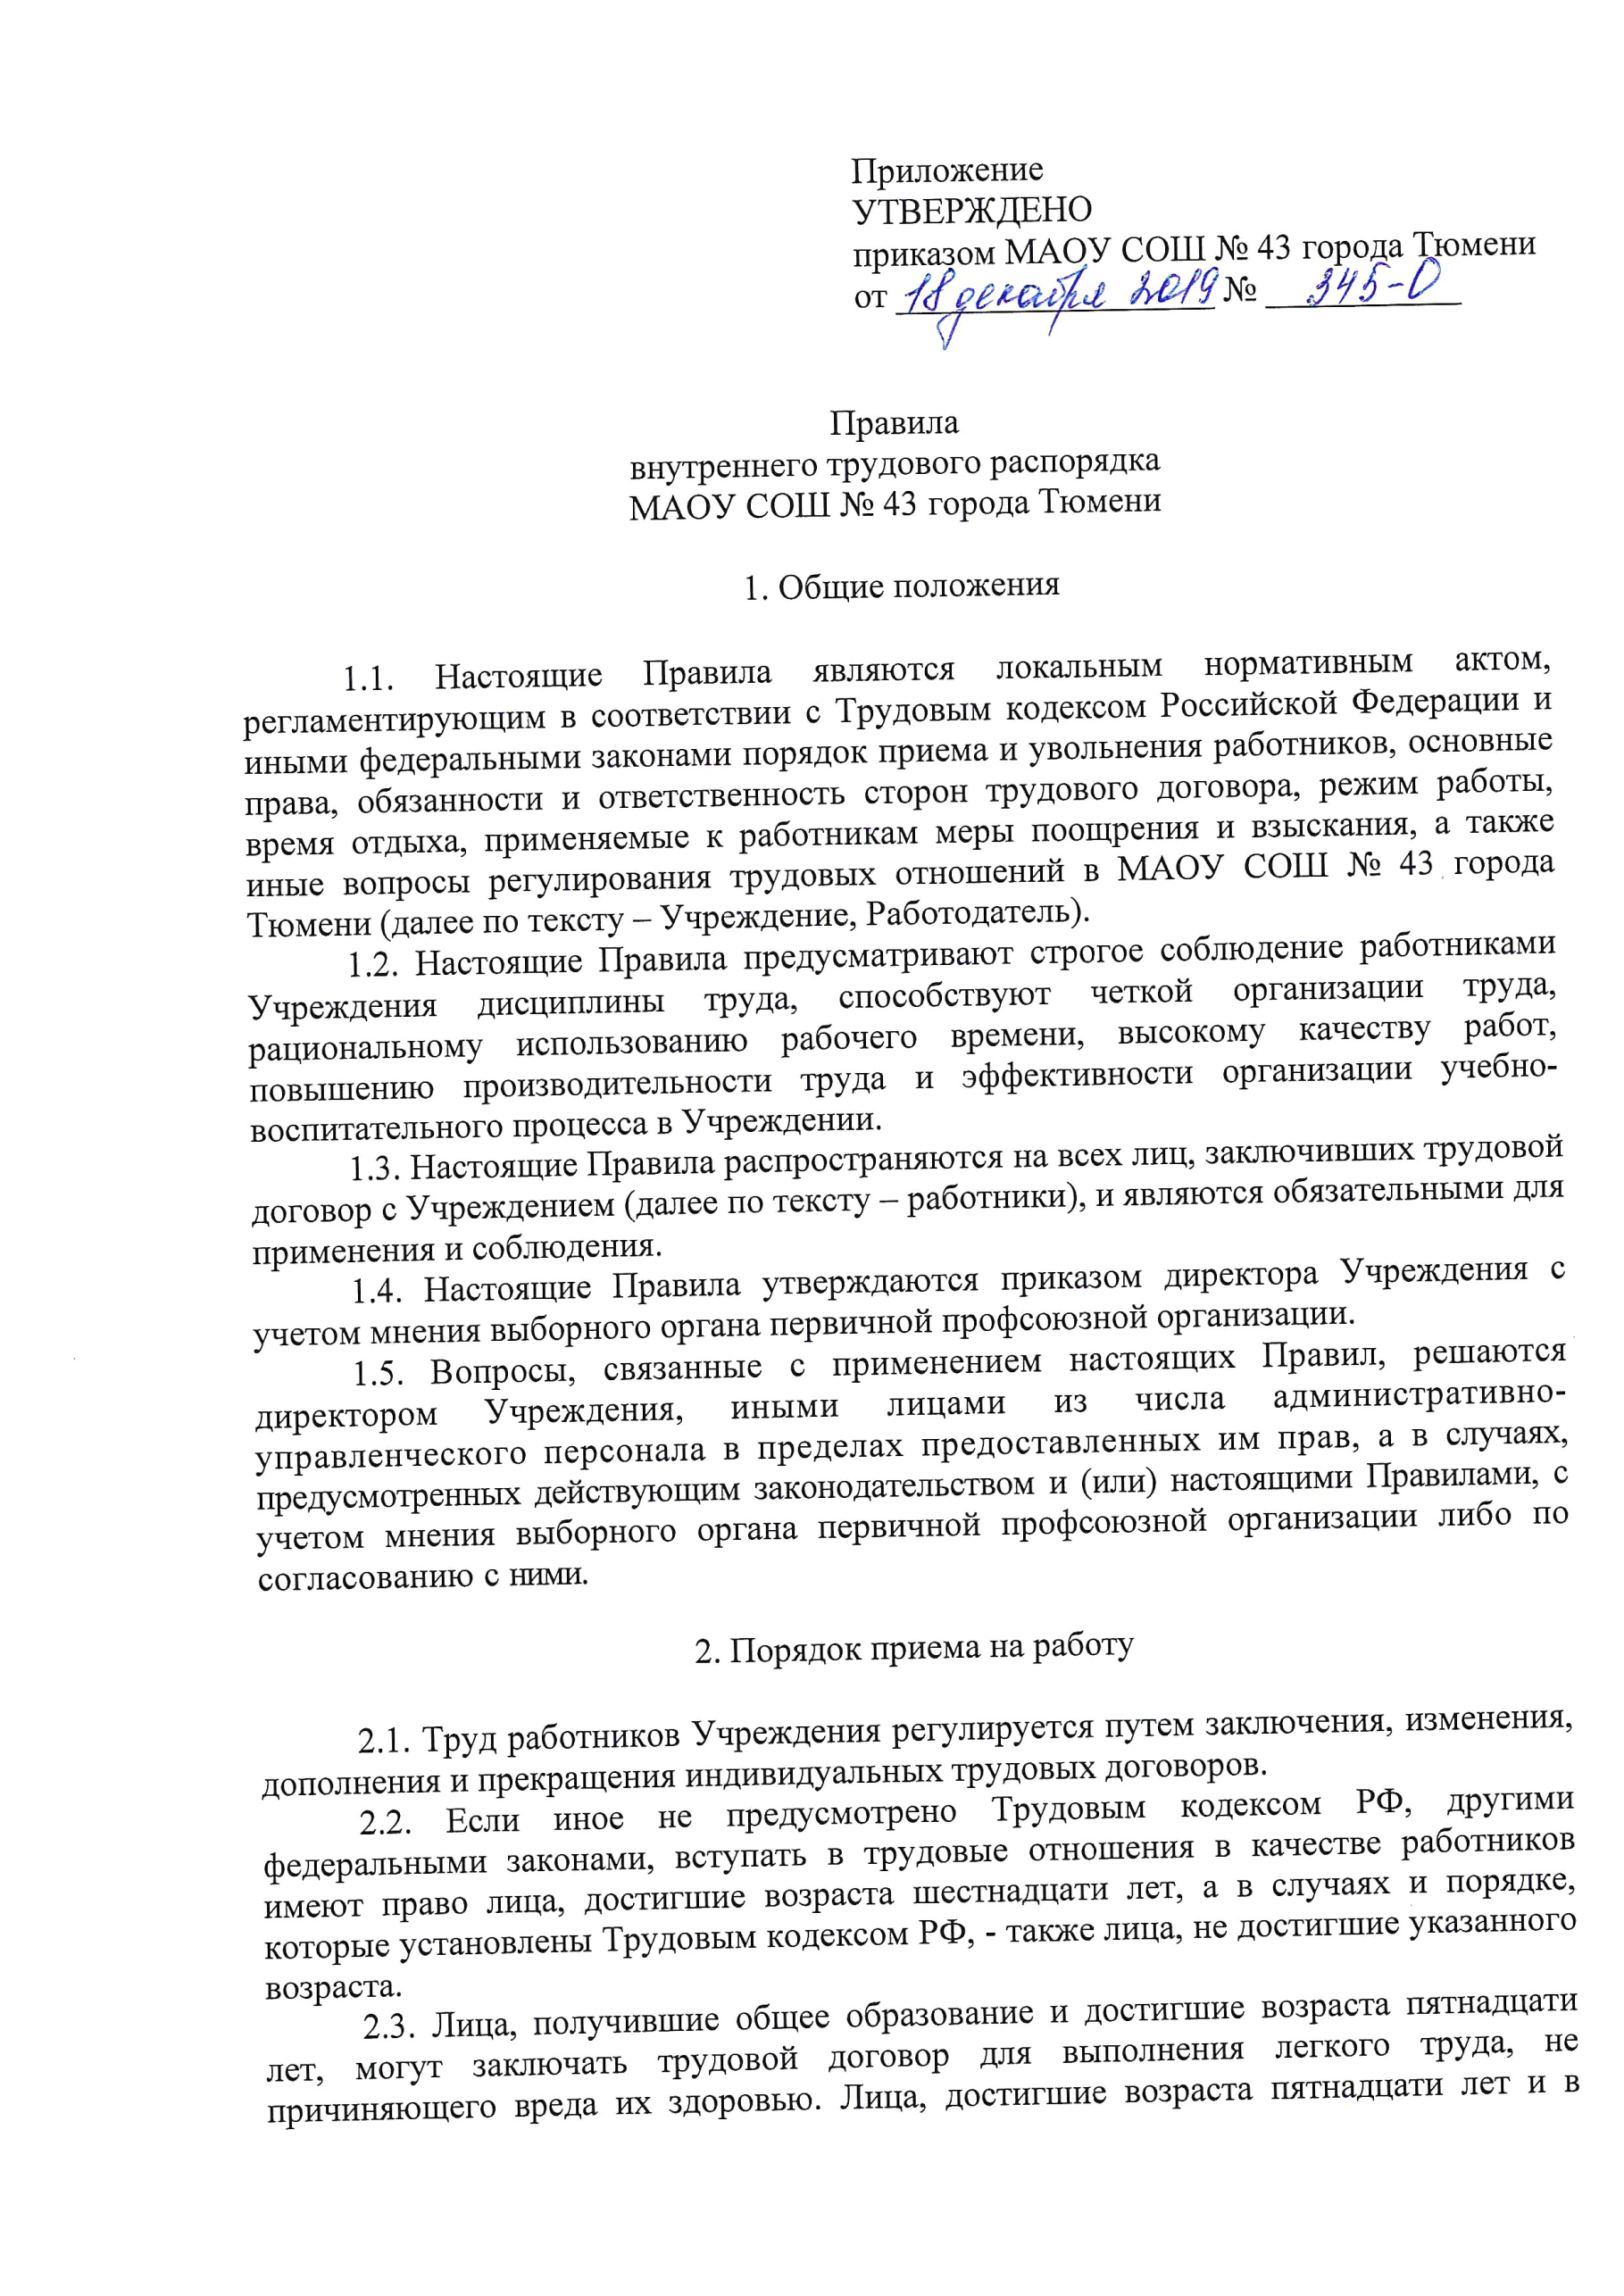 Приложение
УТВЕРЖДЕНО
приказом МАОУ СОШ № 43 города Тюмени
от 18 декабря 2019 № 345-О
Правила
внутреннего трудового распорядка
МАОУ СОШ № 43 города Тюмени
1. Общие положения
1.1. Настоящие Правила являются локальным нормативным актом,
регламентирующим в соответствии с Трудовым кодексом Российской Федерации и
иными федеральными законами порядок приема и увольнения работников, основные
права, обязанности и ответственность сторон трудового договора, режим работы,
время отдыха, применяемые к работникам меры поощрения и взыскания, а также
иные вопросы регулирования трудовых отношений в МАОУ СОШ № 43 города
Тюмени (далее по тексту – Учреждение, Работодатель).
1.2. Настоящие Правила предусматривают строгое соблюдение работниками
Учреждения дисциплины труда, способствуют четкой организации труда,
рациональному использованию рабочего времени, высокому качеству работ,
повышению производительности труда и эффективности организации учебно-
воспитательного процесса в Учреждении.
1.3. Настоящие Правила распространяются на всех лиц, заключивших трудовой
договор с Учреждением (далее по тексту – работники), и являются обязательными для
применения и соблюдения.
1.4. Настоящие Правила утверждаются приказом директора Учреждения с
учетом мнения выборного органа первичной профсоюзной организации.
1.5. Вопросы, связанные с применением настоящих Правил, решаются
директором Учреждения, иными лицами из числа административно-
управленческого персонала в пределах предоставленных им прав, а в случаях,
предусмотренных действующим законодательством и (или) настоящими Правилами, с
учетом мнения выборного органа первичной профсоюзной организации либо по
согласованию с ними.
2. Порядок приема на работу
2.1. Труд работников Учреждения регулируется путем заключения, изменения,
дополнения и прекращения индивидуальных трудовых договоров.
2.2. Если иное не предусмотрено Трудовым кодексом РФ, другими
федеральными законами, вступать в трудовые отношения в качестве работников
имеют право лица, достигшие возраста шестнадцати лет, а в случаях и порядке,
которые установлены Трудовым кодексом РФ, - также лица, не достигшие указанного
возраста.
2.3. Лица, получившие общее образование и достигшие возраста пятнадцати
лет, могут заключать трудовой договор для выполнения легкого труда, не
причиняющего вреда их здоровью. Лица, достигшие возраста пятнадцати лет и в